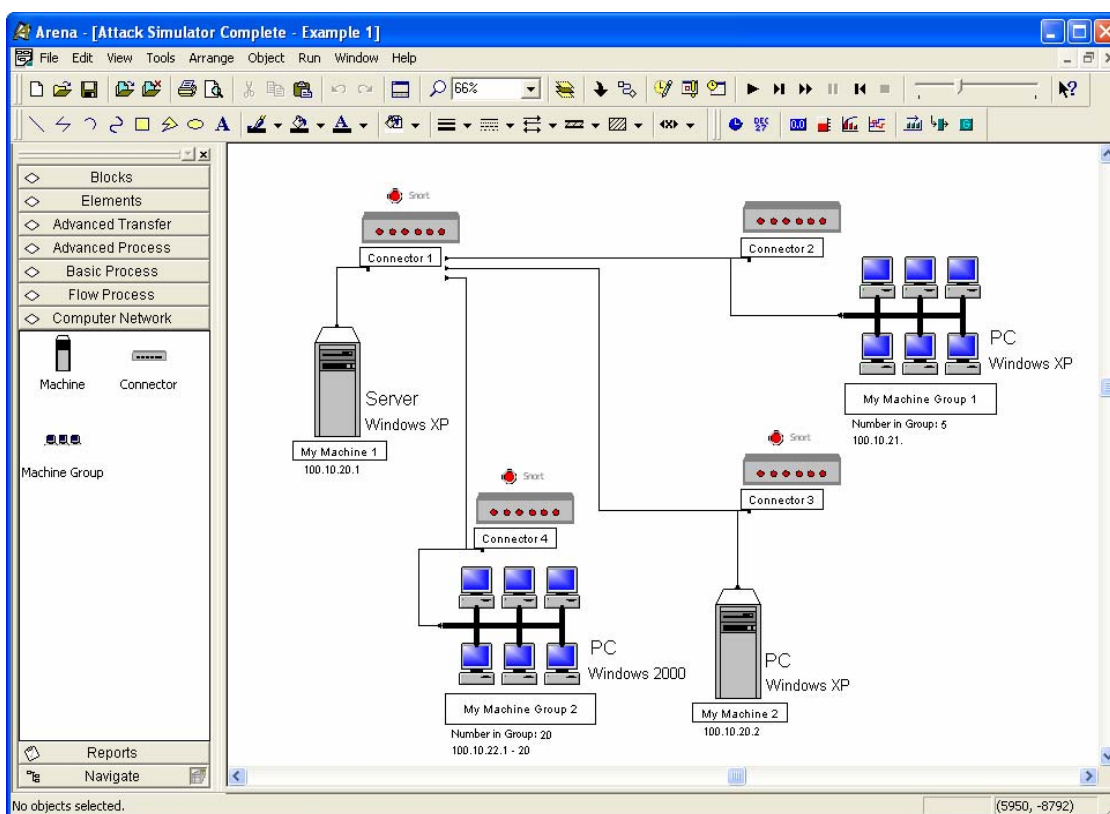 Arena - [Attack Simulator Complete - Example 1]
File Edit View Tools Arrange Object Run Window Help
66%
A A
DEC 27
0.0
Blocks
Elements
Advanced Transfer
Advanced Process
Basic Process
Flow Process
Computer Network
Machine
Connector
Machine Group
Reports
Navigate
Snort
Connector 1
Connector 2
Server
Windows XP
My Machine 1
100.10.20.1
PC
Windows XP
My Machine Group 1
Number in Group: 5
100.10.21.
Snort
Connector 3
Snort
Connector 4
PC
Windows 2000
My Machine Group 2
Number in Group: 20
100.10.22.1 - 20
PC
Windows XP
My Machine 2
100.10.20.2
No objects selected.
(5950, -8792)